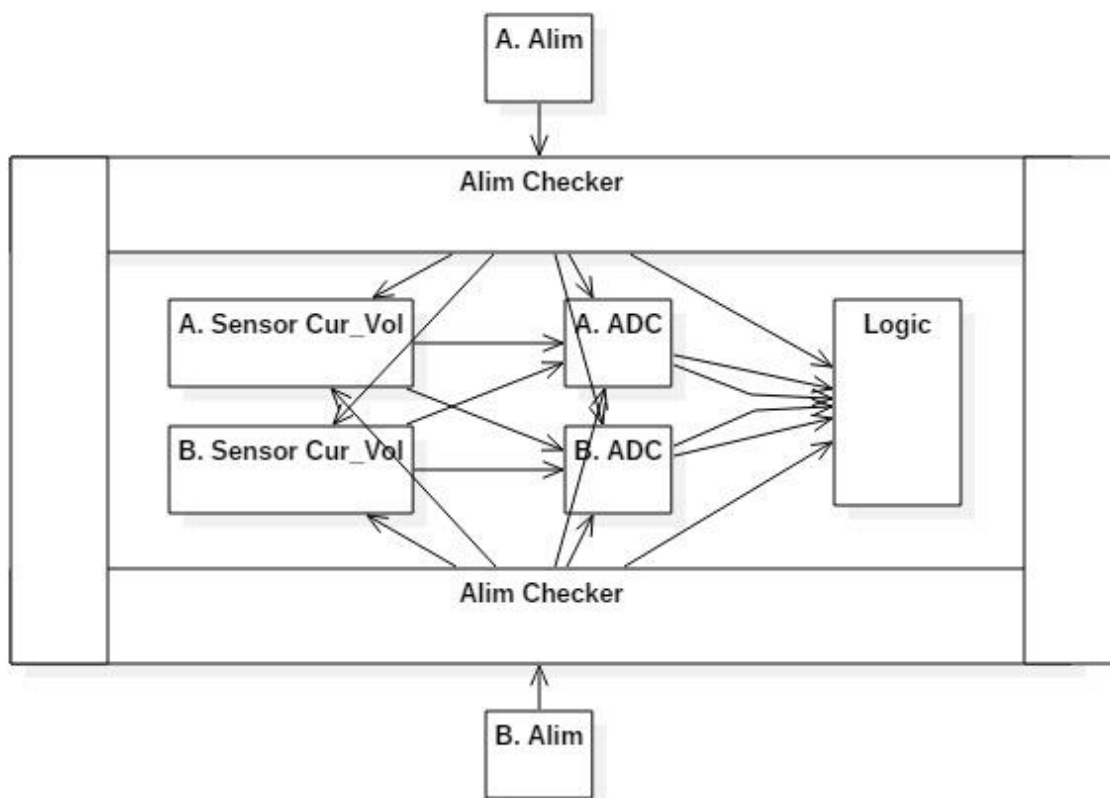 A. Alim
Alim Checker
A. Sensor Cur_Vol
A. ADC
Logic
B. Sensor Cur_Vol
B. ADC
Alim Checker
B. Alim